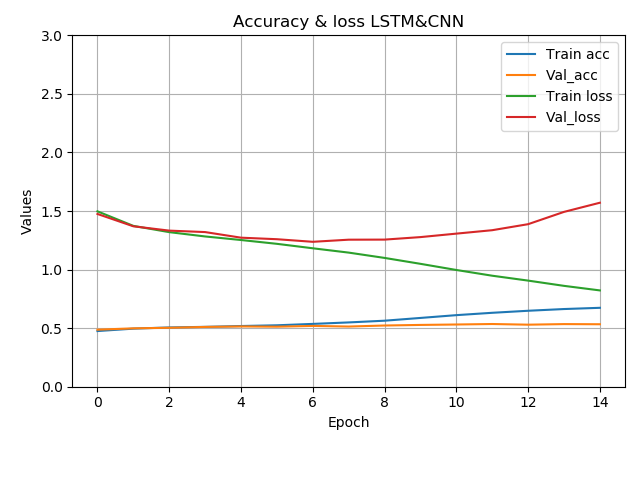 Accuracy & loss LSTM&CNN
3.0
2.5
2.0
1.5
1.0
0.5
0.0
Values
Train acc
Val_acc
Train loss
Val_loss
0 2 4 6 8 10 12 14
Epoch